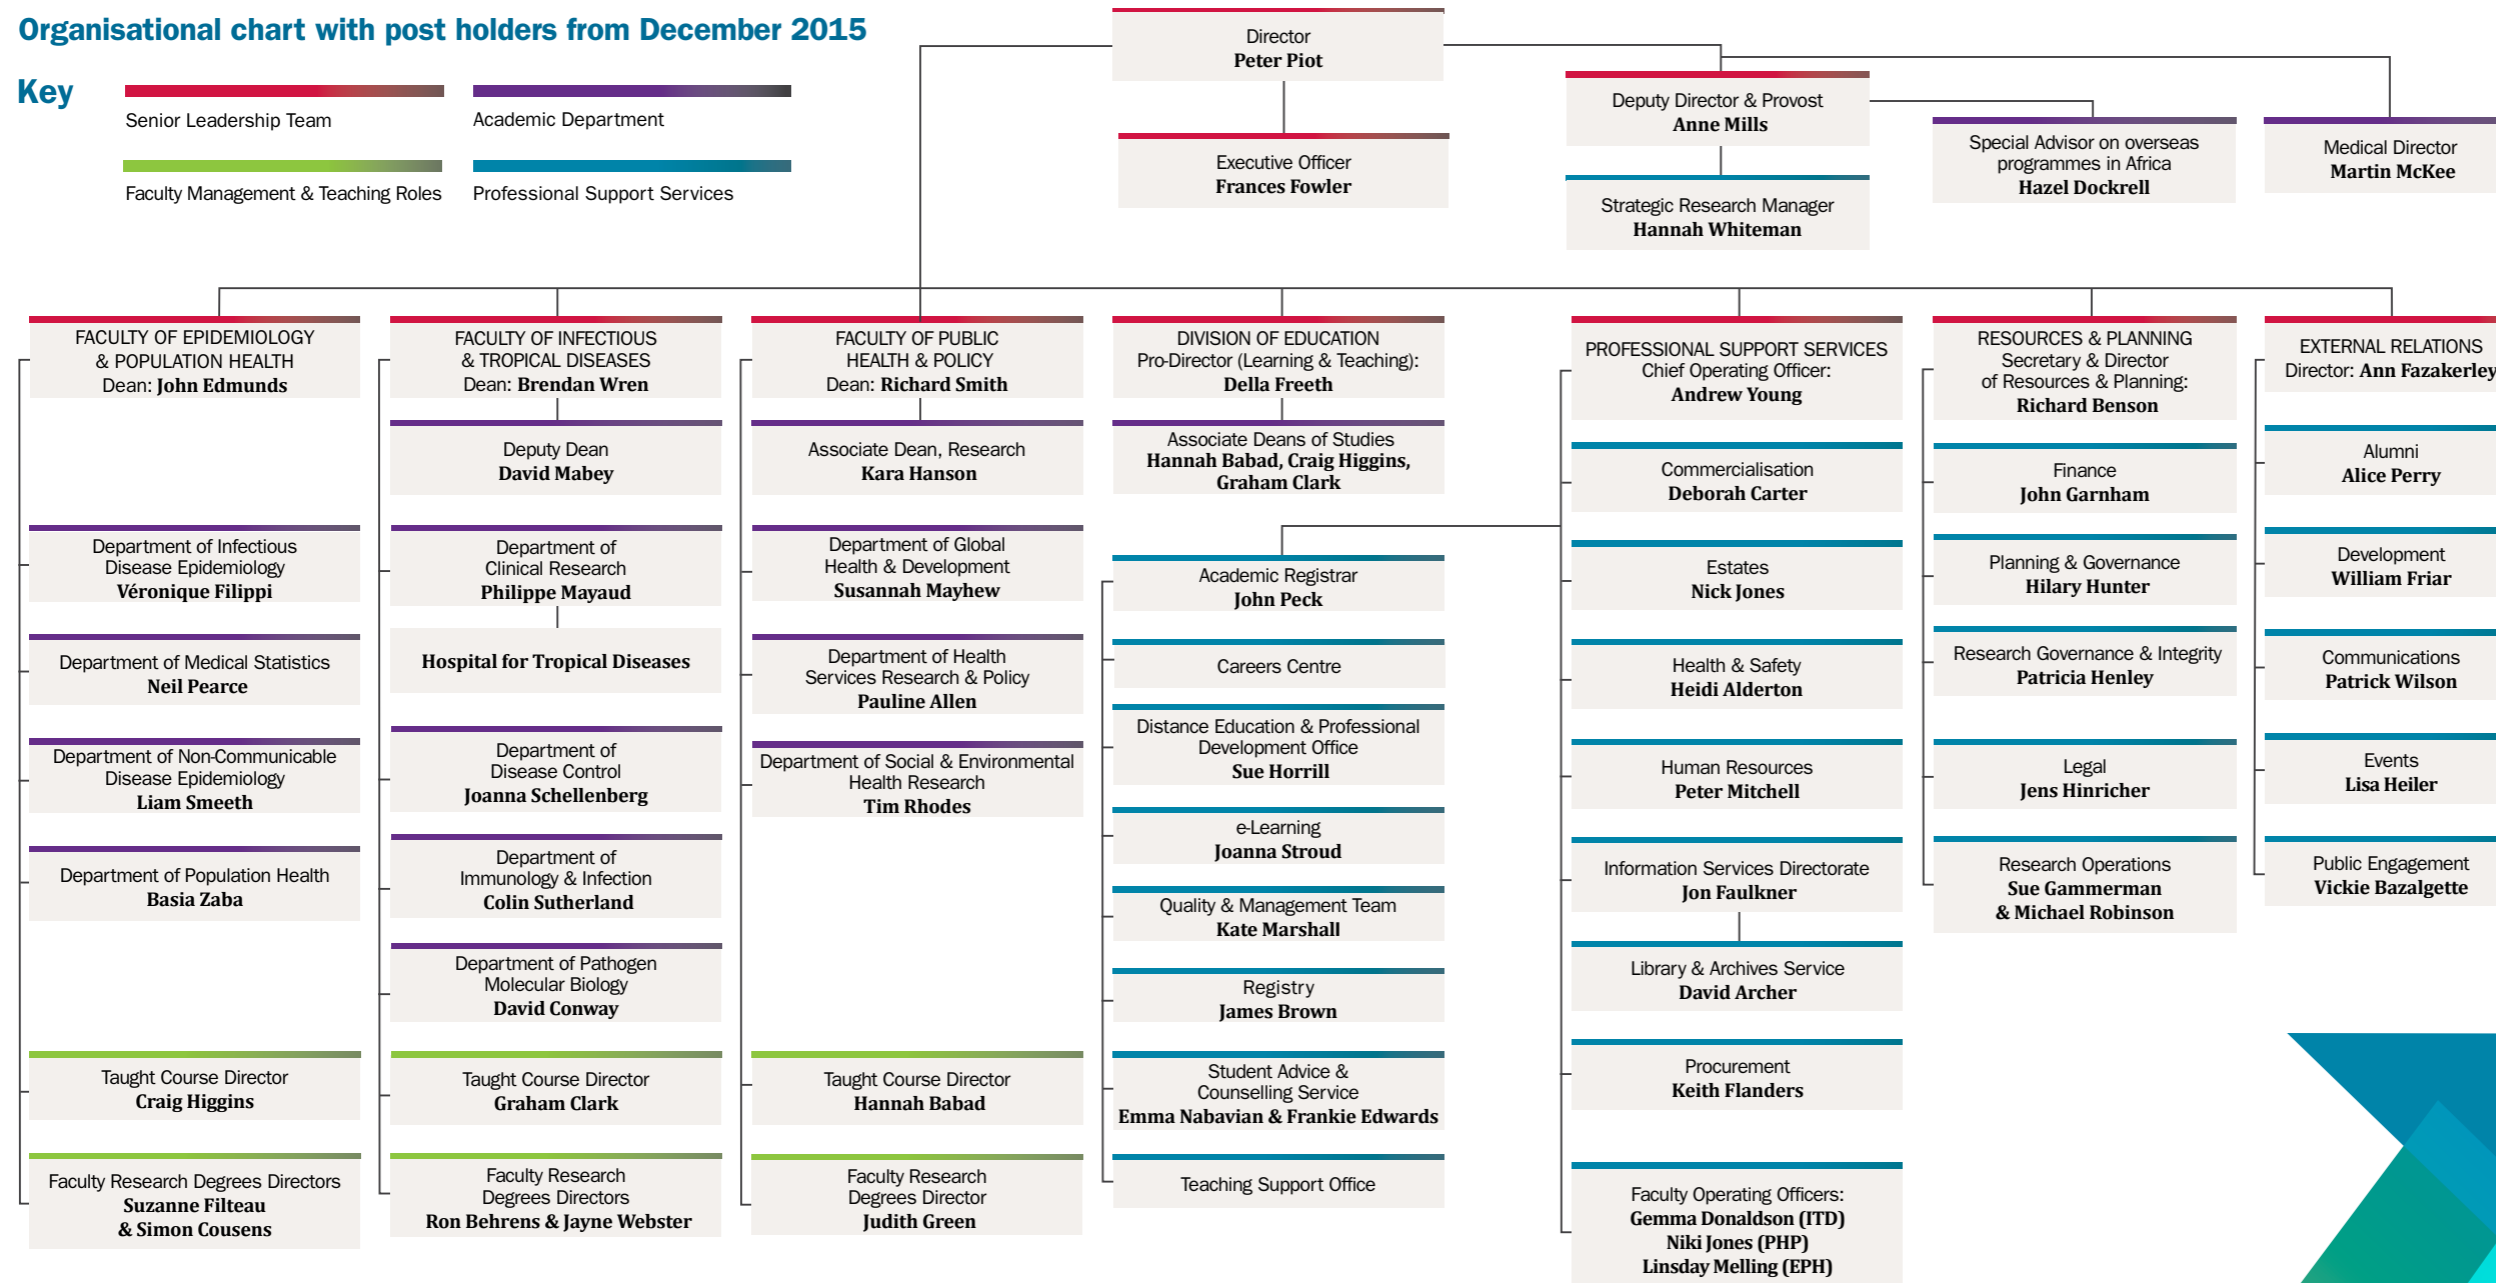 Organisational chart with post holders from December 2015
Key
Senior Leadership Team
Academic Department
Faculty Management & Teaching Roles
Professional Support Services
Director
Peter Piot
Executive Officer
Frances Fowler
Deputy Director & Provost
Anne Mills
Strategic Research Manager
Hannah Whiteman
Special Advisor on overseas
programmes in Africa
Hazel Dockrell
Medical Director
Martin McKee
FACULTY OF EPIDEMIOLOGY
& POPULATION HEALTH
Dean: John Edmunds
Department of Infectious
Disease Epidemiology
Véronique Filippi
Department of Medical Statistics
Neil Pearce
Department of Non-Communicable
Disease Epidemiology
Liam Smeeth
Department of Population Health
Basia Zaba
Taught Course Director
Craig Higgins
Faculty Research Degrees Directors
Suzanne Filteau
& Simon Cousens
FACULTY OF INFECTIOUS
& TROPICAL DISEASES
Dean: Brendan Wren
Deputy Dean
David Mabey
Department of
Clinical Research
Philippe Mayaud
Hospital for Tropical Diseases
Department of
Disease Control
Joanna Schellenberg
Department of
Immunology & Infection
Colin Sutherland
Department of Pathogen
Molecular Biology
David Conway
Taught Course Director
Graham Clark
Faculty Research
Degrees Directors
Ron Behrens & Jayne Webster
FACULTY OF PUBLIC
HEALTH & POLICY
Dean: Richard Smith
Associate Dean, Research
Kara Hanson
Department of Global
Health & Development
Susannah Mayhew
Department of Health
Services Research & Policy
Pauline Allen
Department of Social & Environmental
Health Research
Tim Rhodes
Taught Course Director
Hannah Babad
Faculty Research
Degrees Director
Judith Green
DIVISION OF EDUCATION
Pro-Director (Learning & Teaching):
Della Freeth
Associate Deans of Studies
Hannah Babad, Craig Higgins,
Graham Clark
Academic Registrar
John Peck
Careers Centre
Distance Education & Professional
Development Office
Sue Horrill
e-Learning
Joanna Stroud
Quality & Management Team
Kate Marshall
Registry
James Brown
Student Advice &
Counselling Service
Emma Nabavian & Frankie Edwards
Teaching Support Office
PROFESSIONAL SUPPORT SERVICES
Chief Operating Officer:
Andrew Young
Commercialisation
Deborah Carter
Estates
Nick Jones
Health & Safety
Heidi Alderton
Human Resources
Peter Mitchell
Information Services Directorate
Jon Faulkner
Library & Archives Service
David Archer
Procurement
Keith Flanders
Faculty Operating Officers:
Gemma Donaldson (ITD)
Niki Jones (PHP)
Linsday Melling (EPH)
RESOURCES & PLANNING
Secretary & Director
of Resources & Planning:
Richard Benson
Finance
John Garnham
Planning & Governance
Hilary Hunter
Research Governance & Integrity
Patricia Henley
Legal
Jens Hinricher
Research Operations
Sue Gammerman
& Michael Robinson
EXTERNAL RELATIONS
Director: Ann Fazakerley
Alumni
Alice Perry
Development
William Friar
Communications
Patrick Wilson
Events
Lisa Heiler
Public Engagement
Vickie Bazalgette